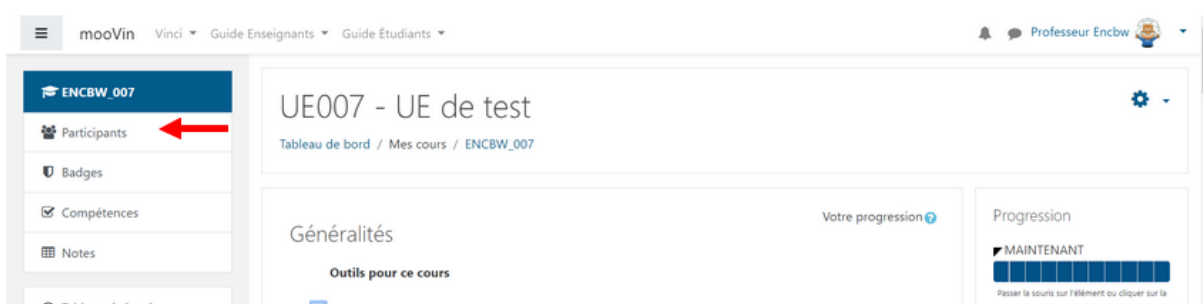 mooVin Vinci Guide Enseignants Guide Étudiants Professeur Encbw
ENCBW_007
Participants
Badges
Compétences
Notes
UE007 - UE de test
Tableau de bord / Mes cours / ENCBW_007
Généralités
Votre progression
Outils pour ce cours
Progression
MAINTENANT
Passer la souris sur l'élément ou cliquer sur la